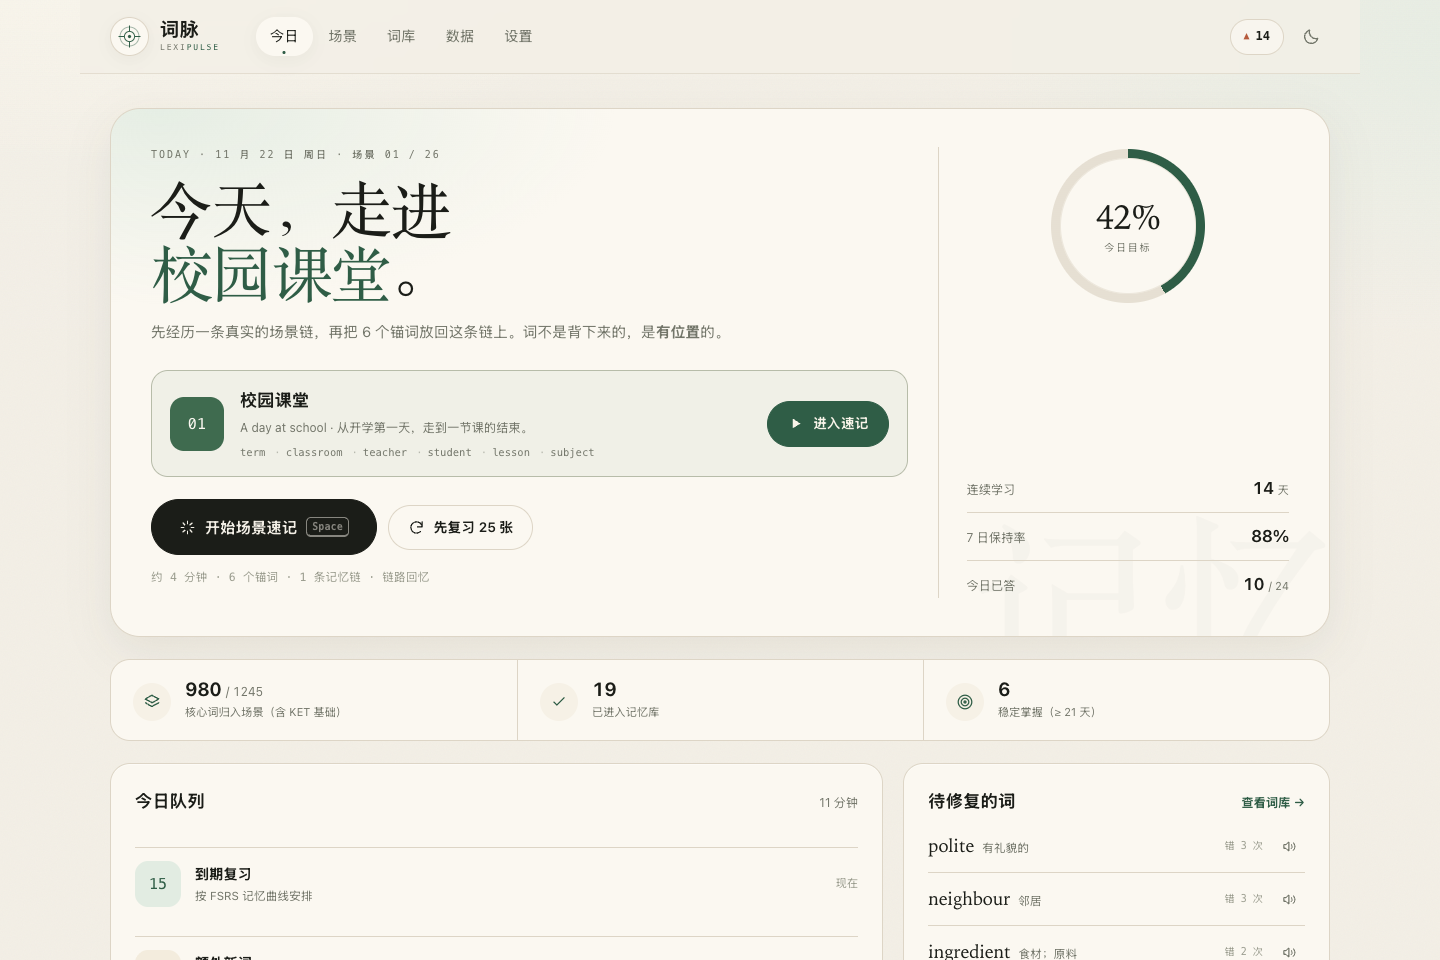 词脉
LEXIPULSE
今日
场景
词库
数据
设置
▲ 14
TODAY · 11 月 22 日 周日 · 场景 01 / 26
今天，走进
校园课堂。
先经历一条真实的场景链，再把 6 个锚词放回这条链上。词不是背下来的，是有位置的。
01
校园课堂
A day at school · 从开学第一天，走到一节课的结束。
term · classroom · teacher · student · lesson · subject
进入速记
开始场景速记 Space
先复习 25 张
约 4 分钟 · 6 个锚词 · 1 条记忆链 · 链路回忆
42%
今日目标
连续学习 14 天
7 日保持率 88%
今日已答 10 / 24
记忆
980 / 1245
核心词归入场景（含 KET 基础）
19
已进入记忆库
6
稳定掌握（≥ 21 天）
今日队列 11 分钟
15
到期复习
按 FSRS 记忆曲线安排
现在
额外新词
待修复的词 查看词库 →
polite 有礼貌的 错 3 次
neighbour 邻居 错 3 次
ingredient 食材；原料 错 2 次